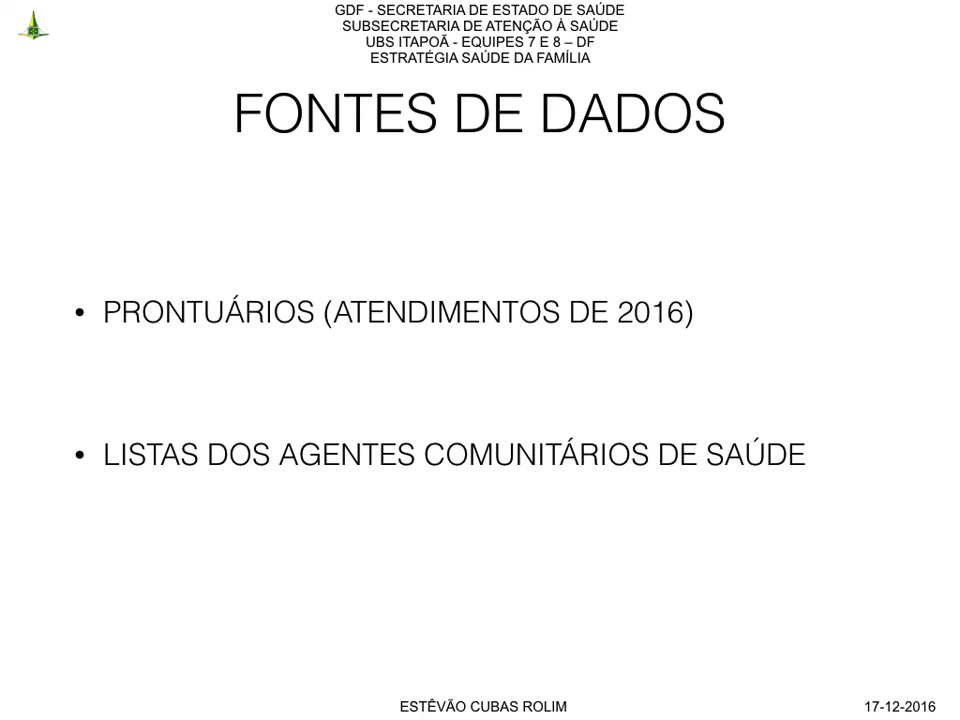 GDF - SECRETARIA DE ESTADO DE SAÚDE
SUBSECRETARIA DE ATENÇÃO À SAÚDE
UBS ITAPOÃ - EQUIPES 7 E 8 – DF
ESTRATÉGIA SAÚDE DA FAMÍLIA
FONTES DE DADOS
• PRONTUÁRIOS (ATENDIMENTOS DE 2016)
• LISTAS DOS AGENTES COMUNITÁRIOS DE SAÚDE
ESTÊVÃO CUBAS ROLIM
17-12-2016